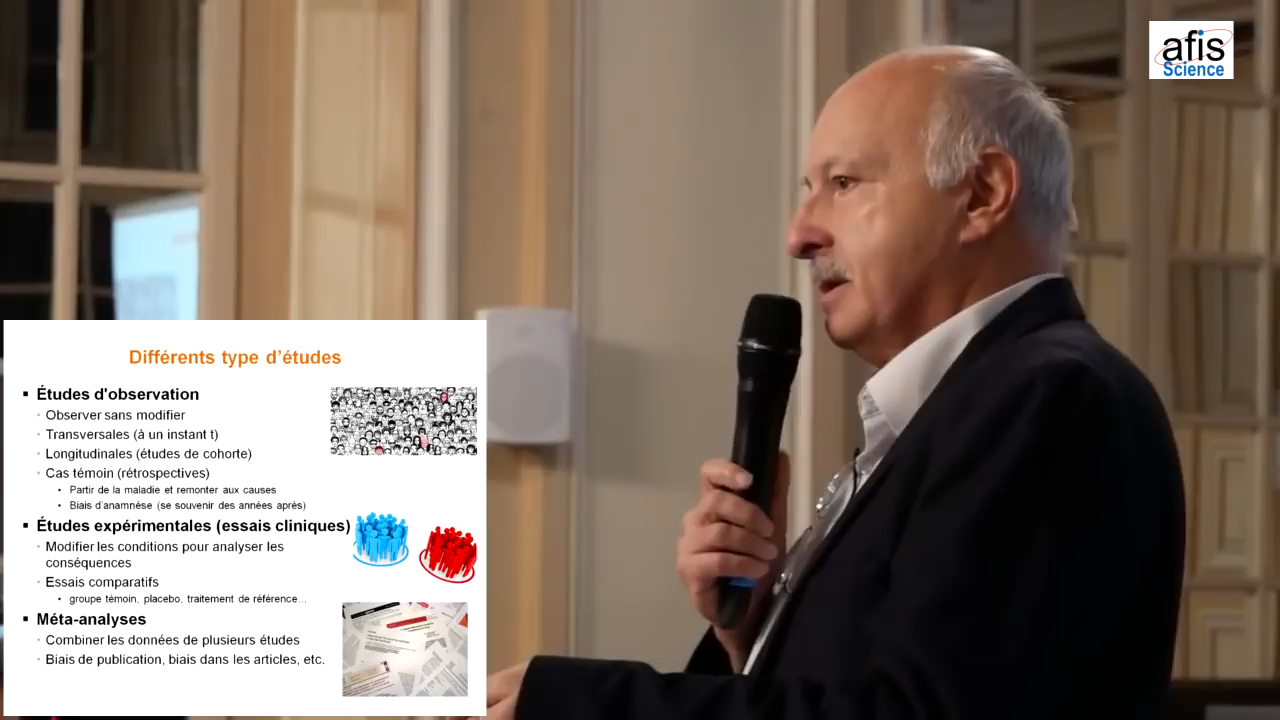 afis
Science
Différents type d'études
Études d'observation
Observer sans modifier
Transversales (à un instant t)
Longitudinales (études de cohorte)
Cas témoin (rétrospectives)
Partir de la maladie et remonter aux causes
Biais d'anamnése (se souvenir des années après)
Études expérimentales (essais cliniques)
Modifier les conditions pour analyser les
conséquences
Essais comparatifs
groupe témoin, placebo, traitement de référence...
Méta-analyses
Combiner les données de plusieurs études
Biais de publication, biais dans les articles, etc.